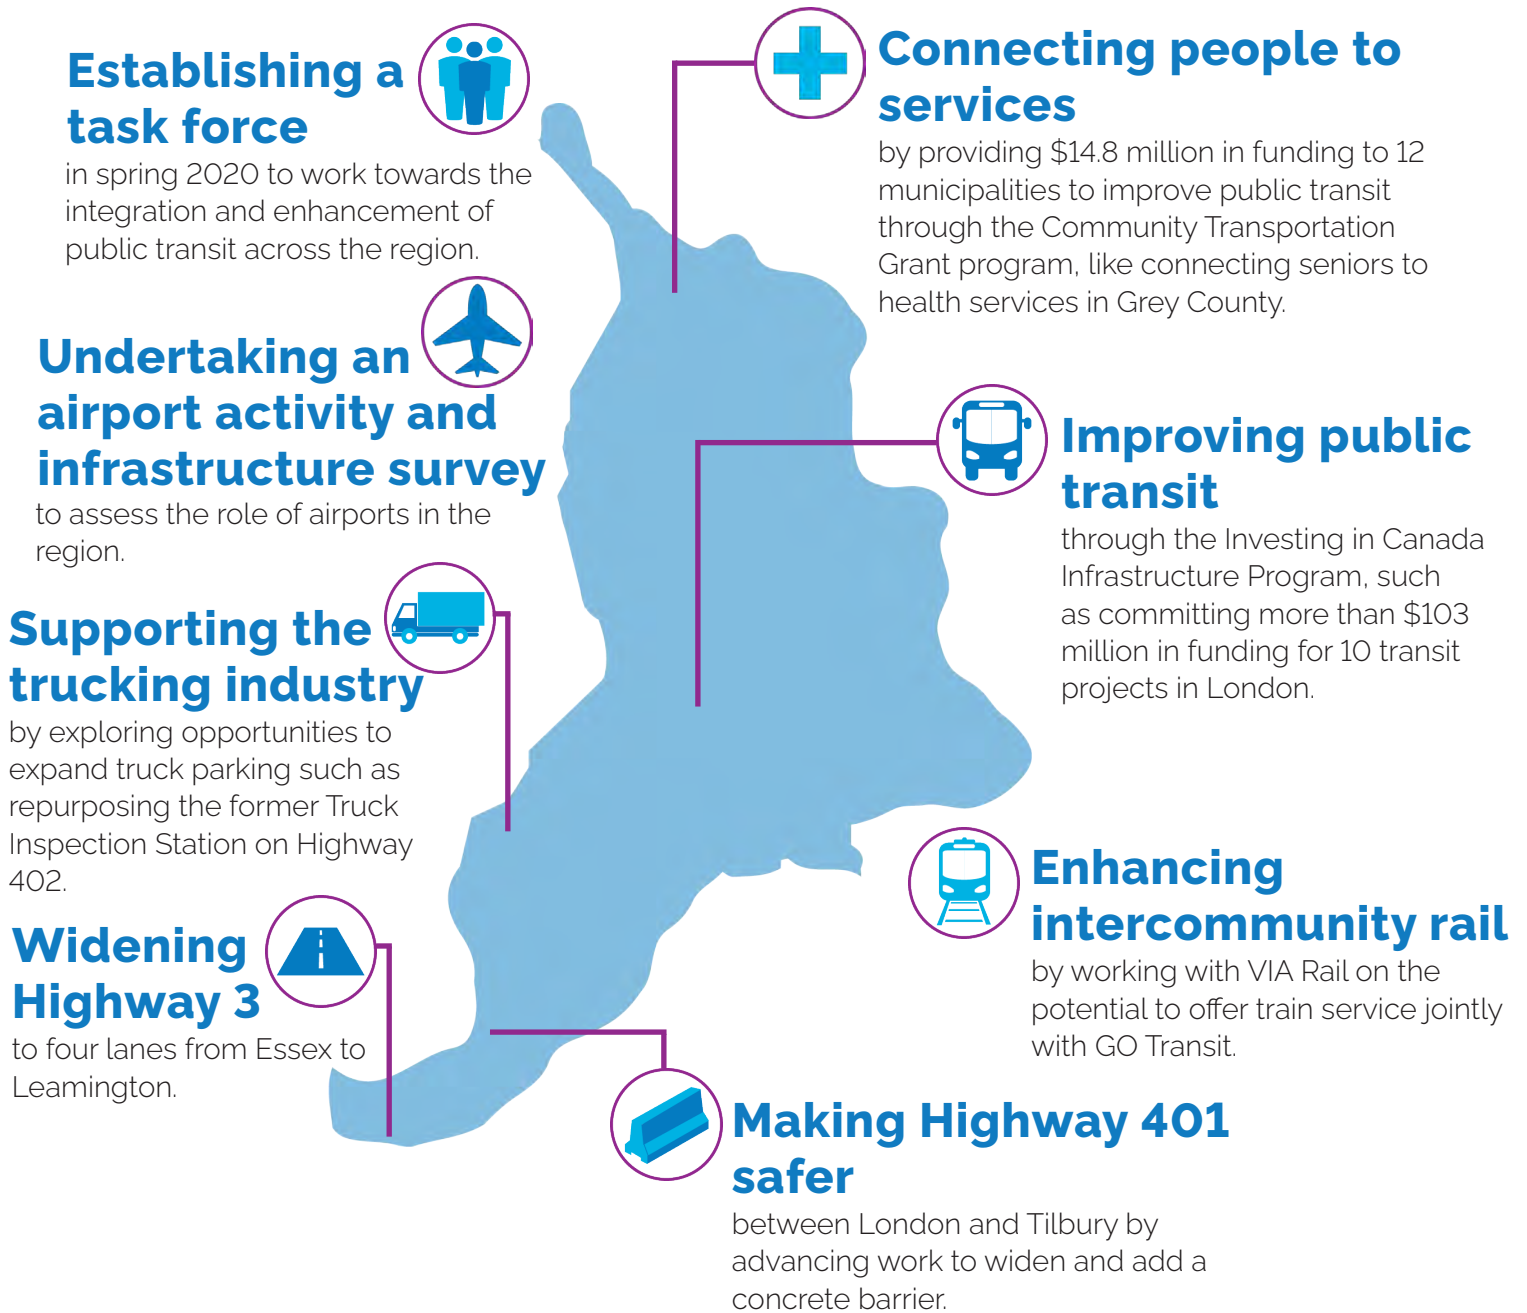 Establishing a
task force
in spring 2020 to work towards the
integration and enhancement of
public transit across the region.
Connecting people to
services
by providing $14.8 million in funding to 12
municipalities to improve public transit
through the Community Transportation
Grant program, like connecting seniors to
health services in Grey County.
Undertaking an
airport activity and
infrastructure survey
to assess the role of airports in the
region.
Improving public
transit
through the Investing in Canada
Infrastructure Program, such
as committing more than $103
million in funding for 10 transit
projects in London.
Supporting the
trucking industry
by exploring opportunities to
expand truck parking such as
repurposing the former Truck
Inspection Station on Highway
402.
Enhancing
intercommunity rail
by working with VIA Rail on the
potential to offer train service jointly
with GO Transit.
Widening
Highway 3
to four lanes from Essex to
Leamington.
Making Highway 401
safer
between London and Tilbury by
advancing work to widen and add a
concrete barrier.